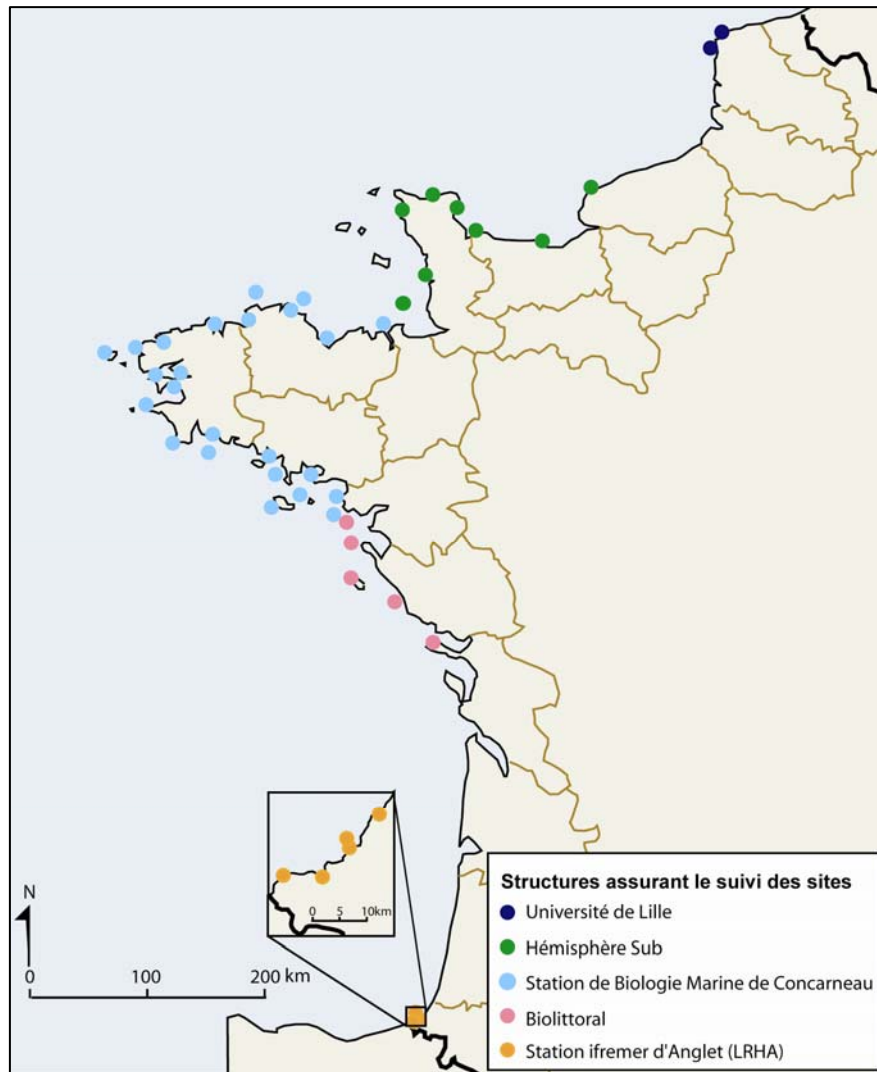 0 5 10km
N
0 100 200 km
Structures assurant le suivi des sites
Université de Lille
Hémisphère Sub
Station de Biologie Marine de Concarneau
Biolittoral
Station ifremer d'Anglet (LRHA)